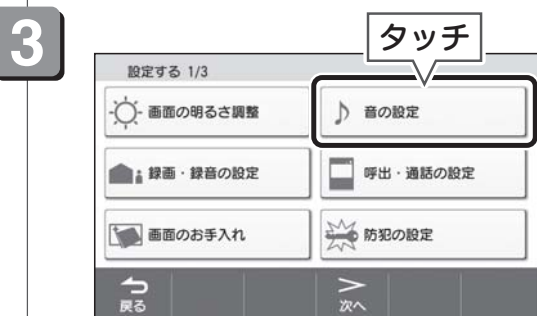 3
タッチ
設定する 1/3
画面の明るさ調整
音の設定
録画・録音の設定
呼出・通話の設定
画面のお手入れ
防犯の設定
戻る
次へ